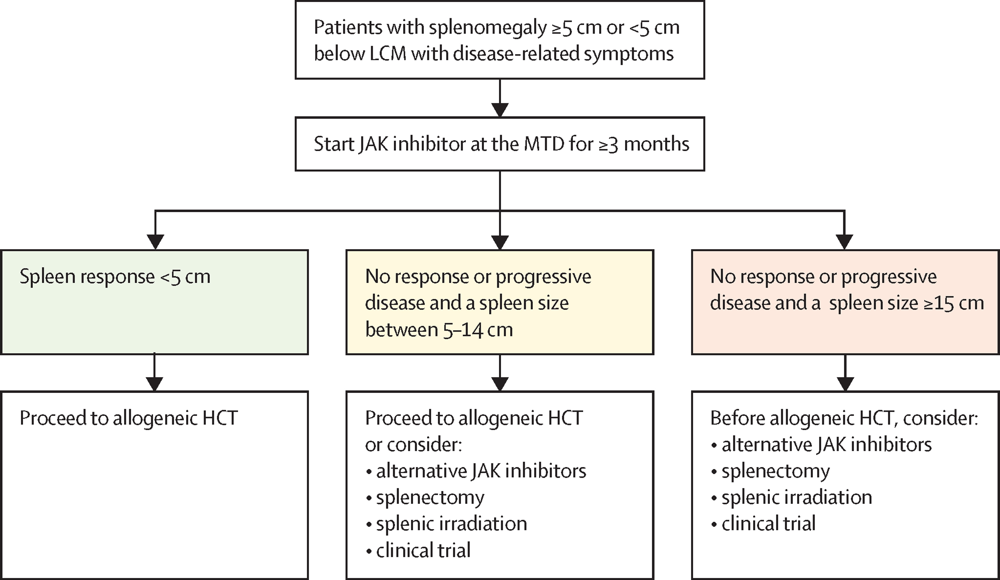 Patients with splenomegaly ≥5 cm or <5 cm
below LCM with disease-related symptoms
Start JAK inhibitor at the MTD for ≥3 months
Spleen response <5 cm
No response or progressive
disease and a spleen size
between 5–14 cm
No response or progressive
disease and a spleen size ≥15 cm
Proceed to allogeneic HCT
Proceed to allogeneic HCT
or consider:
• alternative JAK inhibitors
• splenectomy
• splenic irradiation
• clinical trial
Before allogeneic HCT, consider:
• alternative JAK inhibitors
• splenectomy
• splenic irradiation
• clinical trial